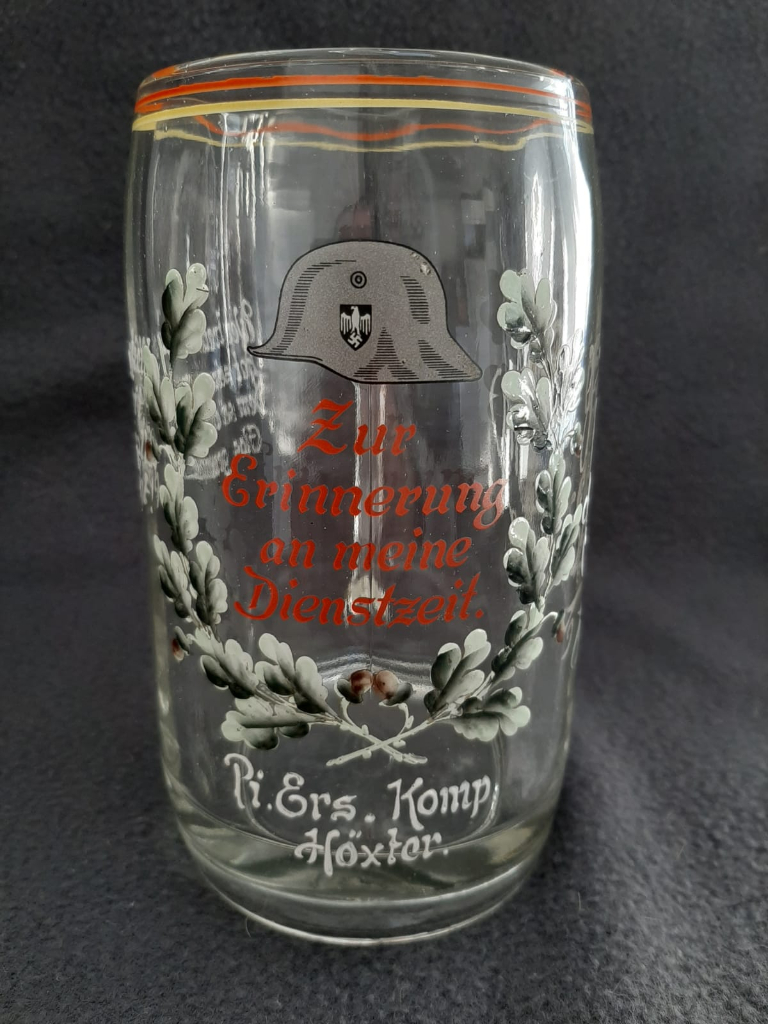 Zur
Erinnerung
an meine
Dienstzeit.
Pi. Ers. Komp
Höxter.